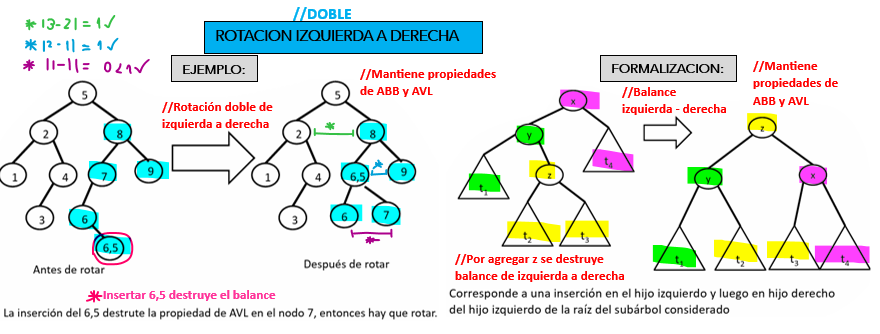 //DOBLE
ROTACION IZQUIERDA A DERECHA
* |3-2|=1✓
* |2-1|=1✓
* |1-1|= 0<1✓
EJEMPLO:
//Rotación doble de
izquierda a derecha
//Mantiene propiedades
de ABB y AVL
5
2
8
1
4
7
9
3
6
6,5
Antes de rotar
5
2
*
8
1
4
6,5
*
9
3
6
7
*
Después de rotar
*Insertar 6,5 destruye el balance
La inserción del 6,5 destrute la propiedad de AVL en el nodo 7, entonces hay que rotar.
FORMALIZACION:
//Balance
izquierda - derecha
//Mantiene
propiedades de
ABB y AVL
x
y
t4
t1
z
t2
t3
z
y
x
t1
t2
t3
t4
//Por agregar z se destruye
balance de izquierda a derecha
Corresponde a una inserción en el hijo izquierdo y luego en hijo derecho
del hijo izquierdo de la raíz del subárbol considerado